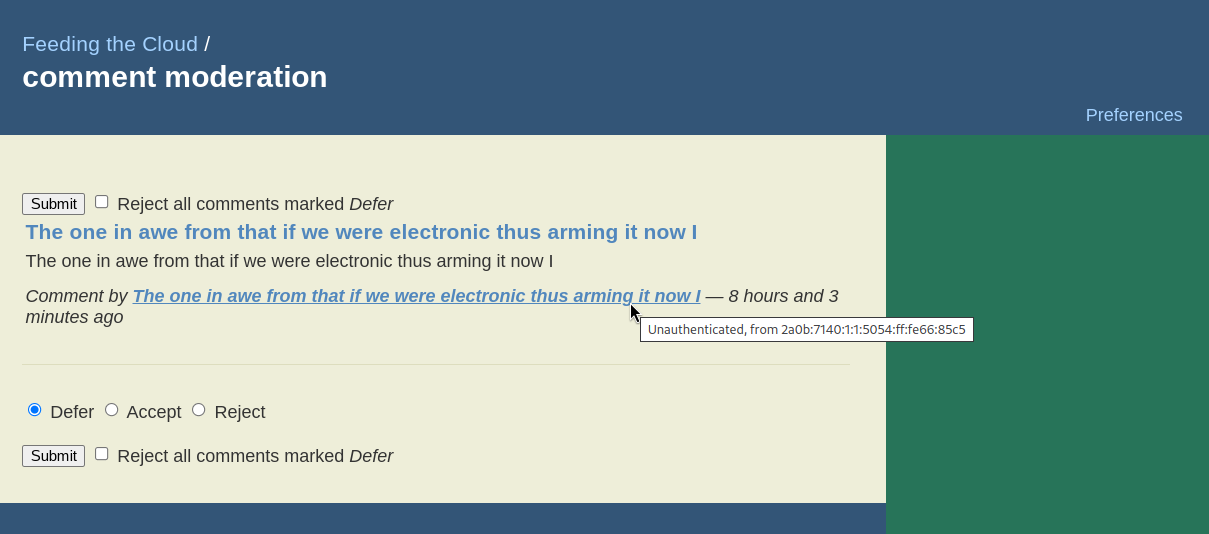 Feeding the Cloud /
comment moderation
Preferences
Submit Reject all comments marked Defer
The one in awe from that if we were electronic thus arming it now I
The one in awe from that if we were electronic thus arming it now I
Comment by The one in awe from that if we were electronic thus arming it now I — 8 hours and 3
minutes ago
Unauthenticated, from 2a0b:7140:1:1:5054:ff:fe66:85c5
Defer Accept Reject
Submit Reject all comments marked Defer